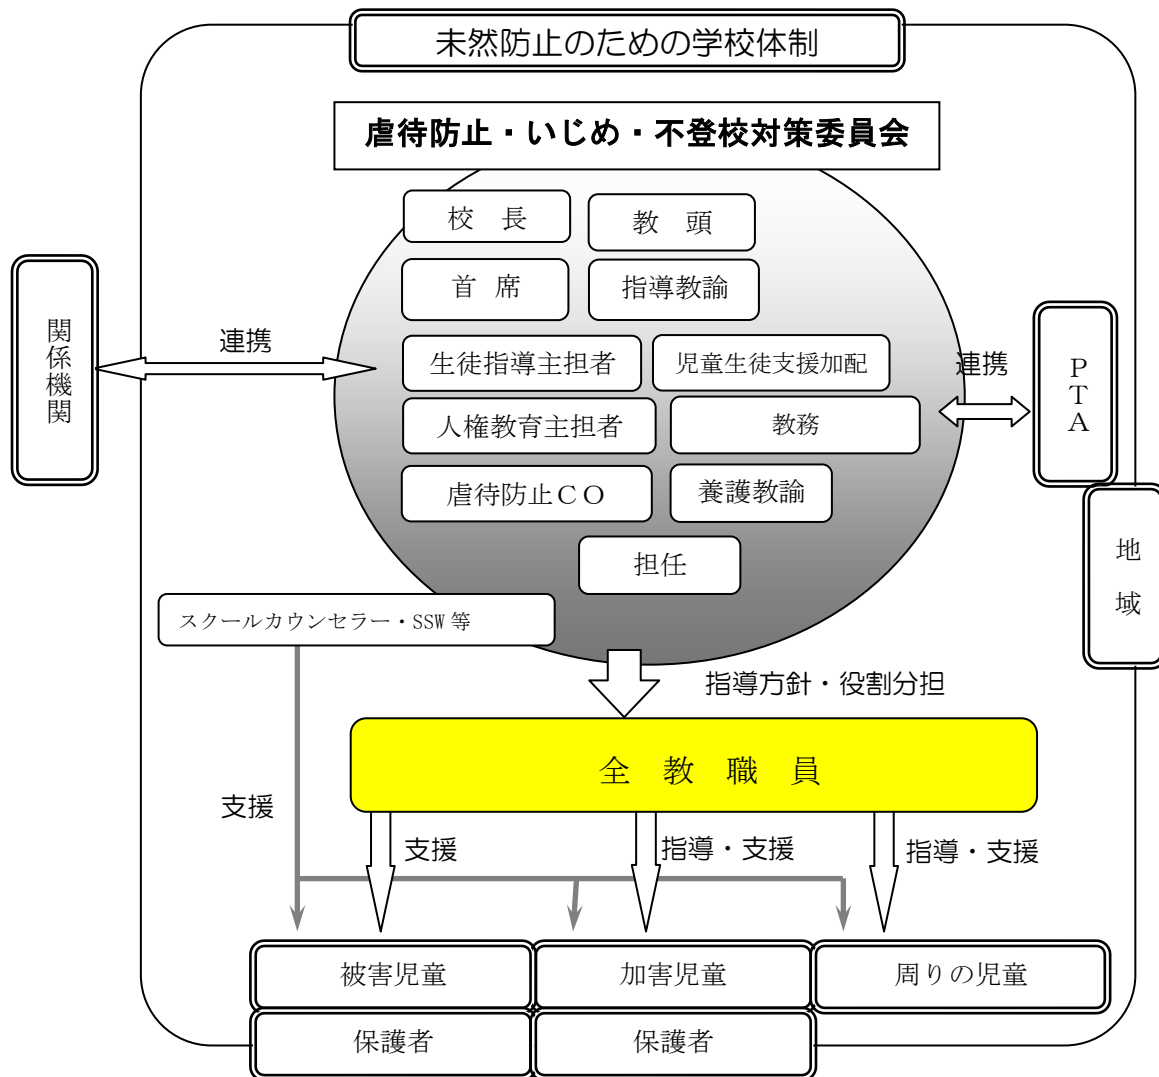 未然防止のための学校体制
虐待防止・いじめ・不登校対策委員会
校　長
教　頭
首　席
指導教諭
関係機関
連携
生徒指導主担者
児童生徒支援加配
連携
PTA
人権教育主担者
教務
虐待防止CO
養護教諭
地域
担任
スクールカウンセラー・SSW 等
指導方針・役割分担
全　教　職　員
支援
支援
指導・支援
指導・支援
被害児童
加害児童
周りの児童
保護者
保護者